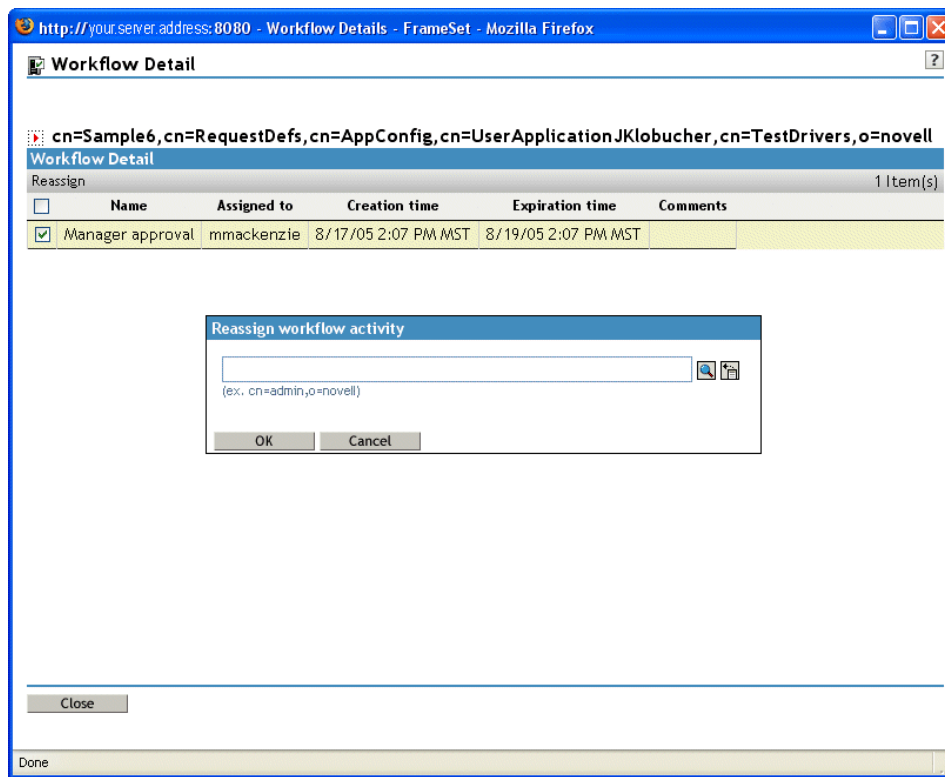 http://your.server.address:8080 - Workflow Details - FrameSet - Mozilla Firefox
Workflow Detail
?
cn=Sample6,cn=RequestDefs,cn=AppConfig,cn=UserApplicationJKlobucher,cn=TestDrivers,o=novell
Workflow Detail
Reassign 1 Item(s)
Name Assigned to Creation time Expiration time Comments
Manager approval mmackenzie 8/17/05 2:07 PM MST 8/19/05 2:07 PM MST
Reassign workflow activity
(ex. cn=admin,o=novell)
OK Cancel
Close
Done